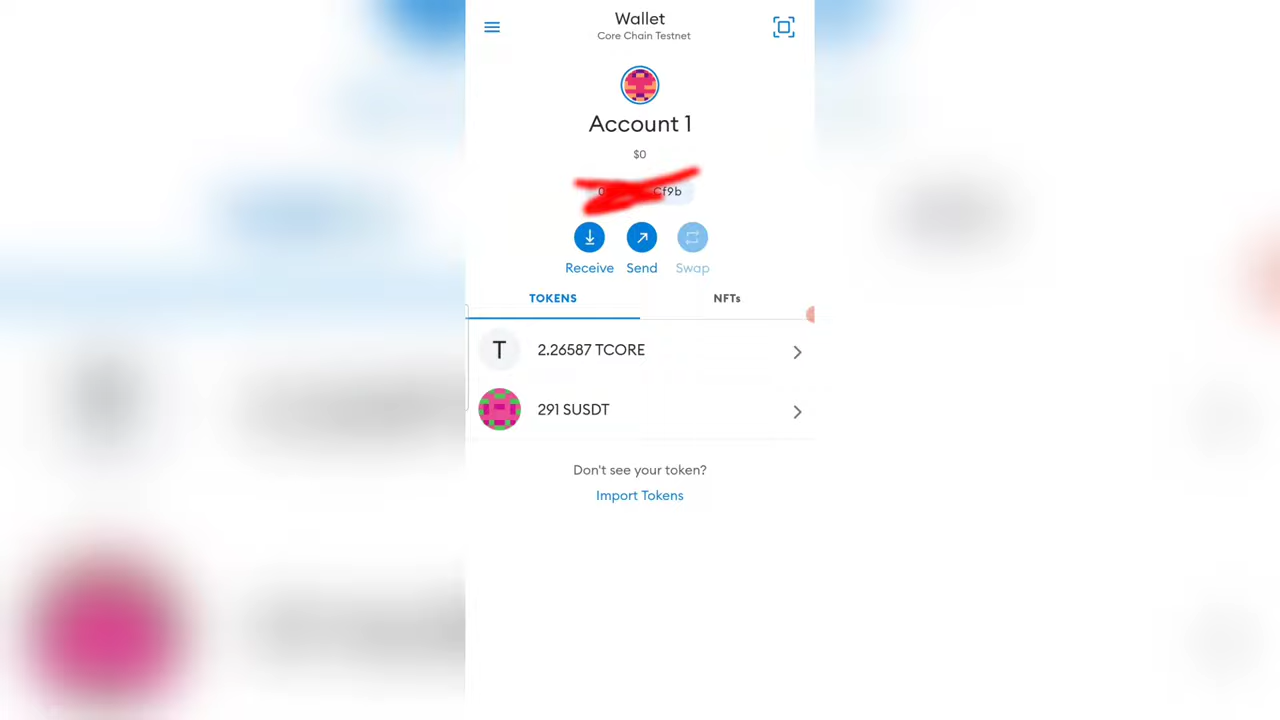 Wallet
Core Chain Testnet
Account 1
$0
Cf9b
Receive Send Swap
TOKENS NFTs
T 2.26587 TCORE
291 SUSDT
Don't see your token?
Import Tokens